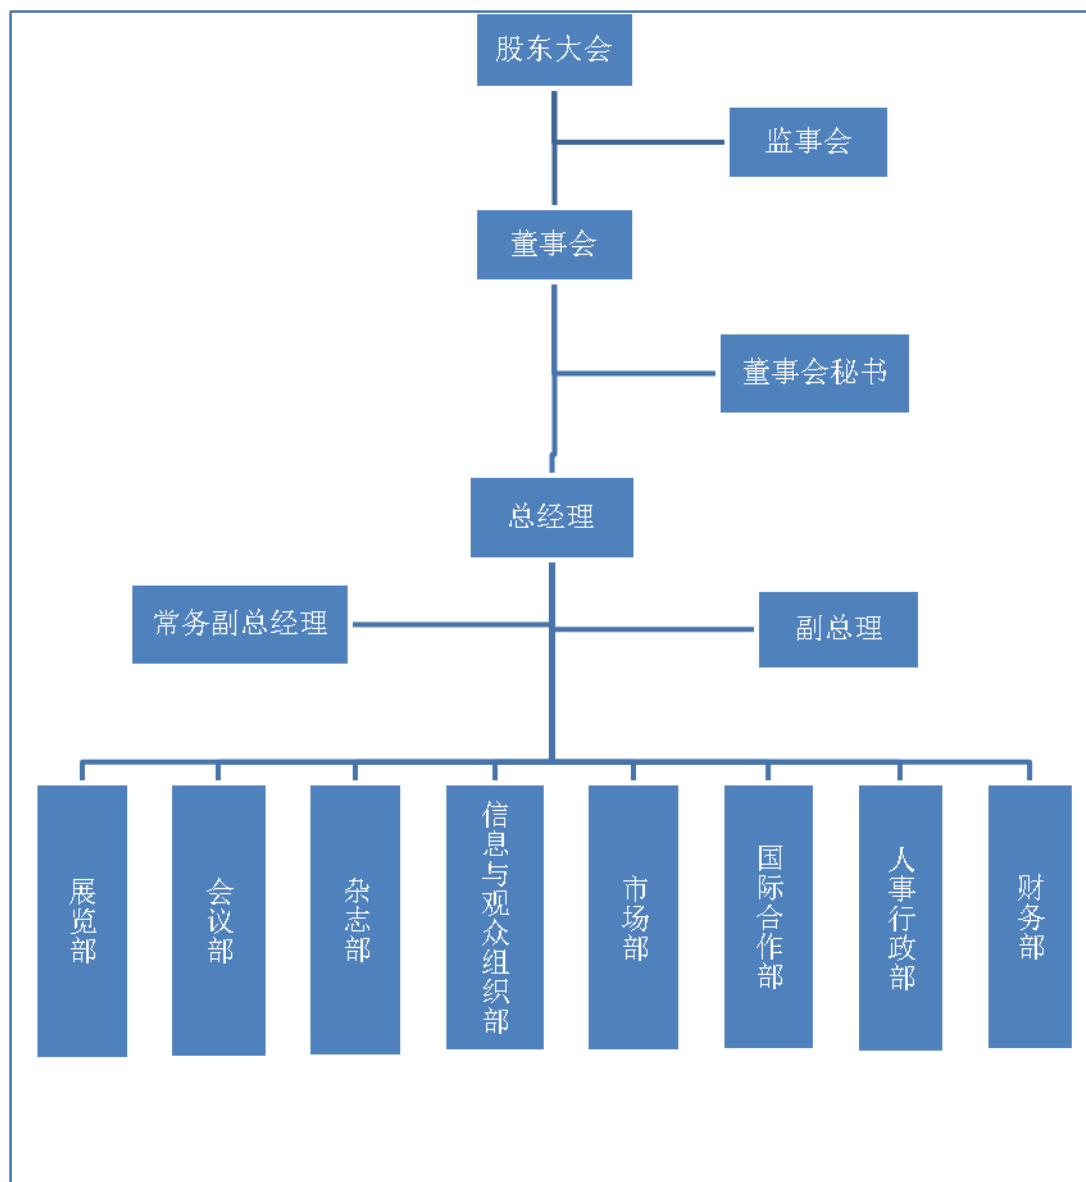 股东大会
监事会
董事会
董事会秘书
总经理
常务副总经理
副总理
展览部
会议部
杂志部
信息与观众组织部
市场部
国际合作部
人事行政部
财务部